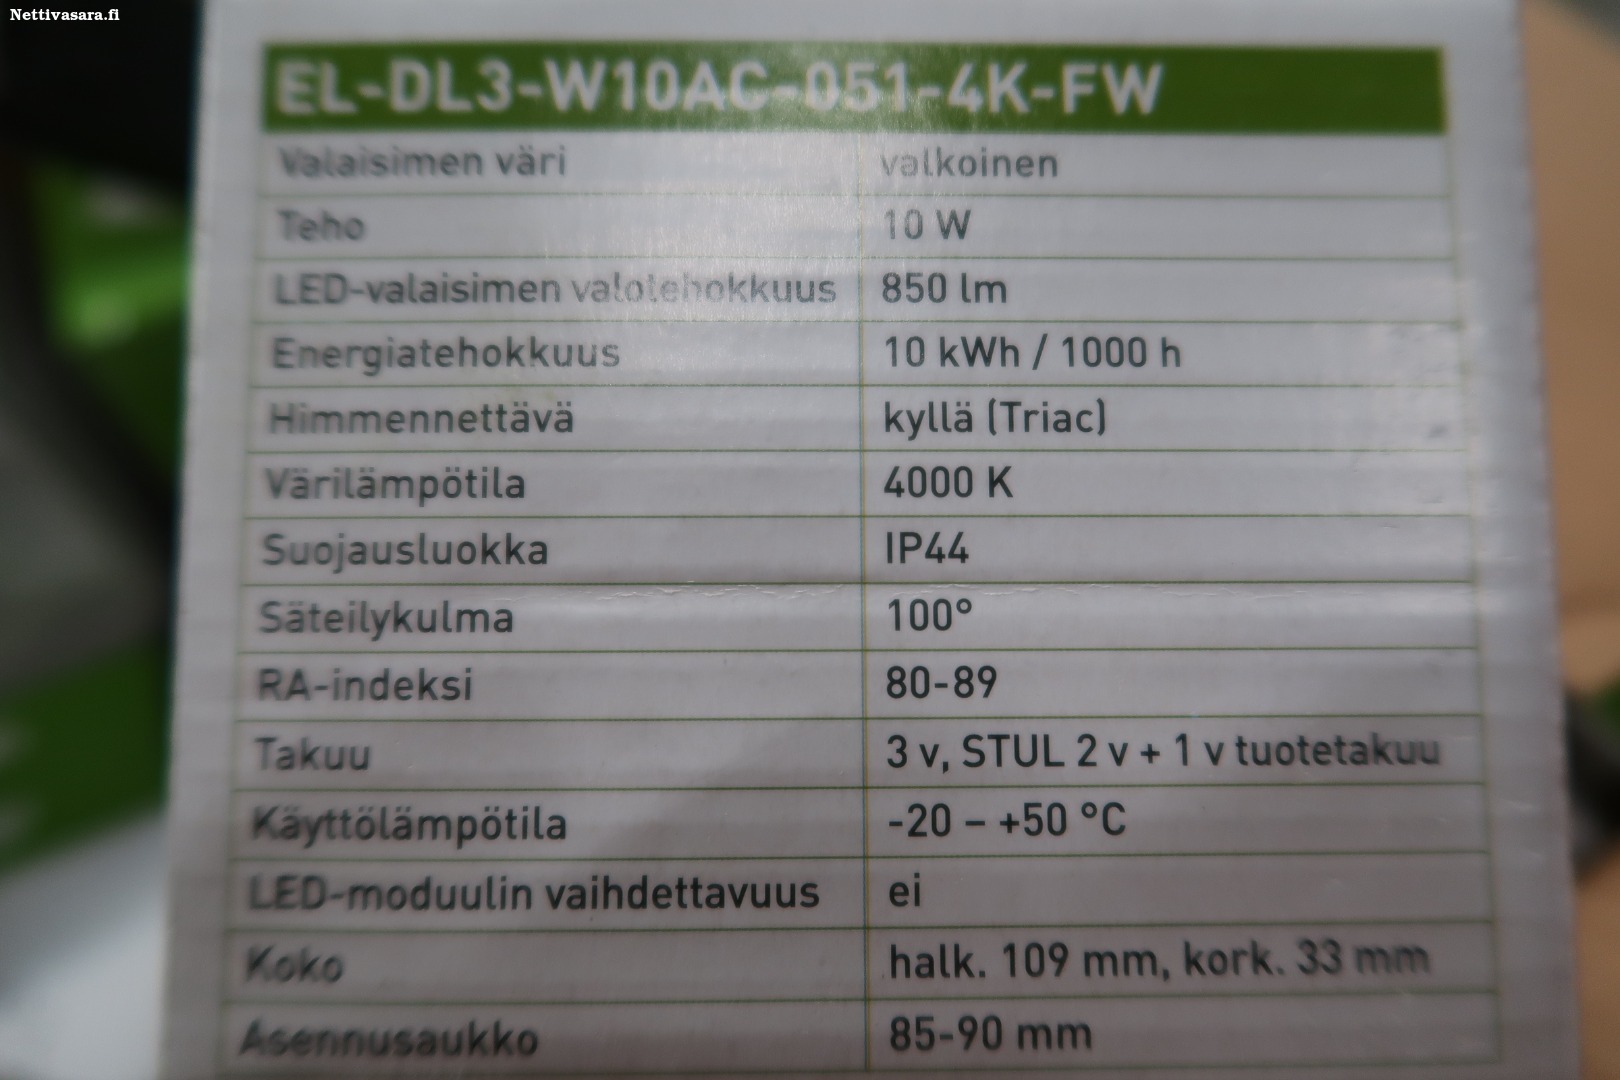 Nettivasara.fi
EL-DL3-W10AC-051-4K-FW
Valaisimen väri valkoinen
Teho 10 W
LED-valaisimen valotehokkuus 850 lm
Energiatehokkuus 10 kWh / 1000 h
Himmennettävä kyllä (Triac)
Värilämpötila 4000 K
Suojausluokka IP44
Säteilykulma 100°
RA-indeksi 80-89
Takuu 3 v, STUL 2 v + 1 v tuotetakuu
Käyttölämpötila -20 – +50 °C
LED-moduulin vaihdettavuus ei
Koko halk. 109 mm, kork. 33 mm
Asennusaukko 85-90 mm